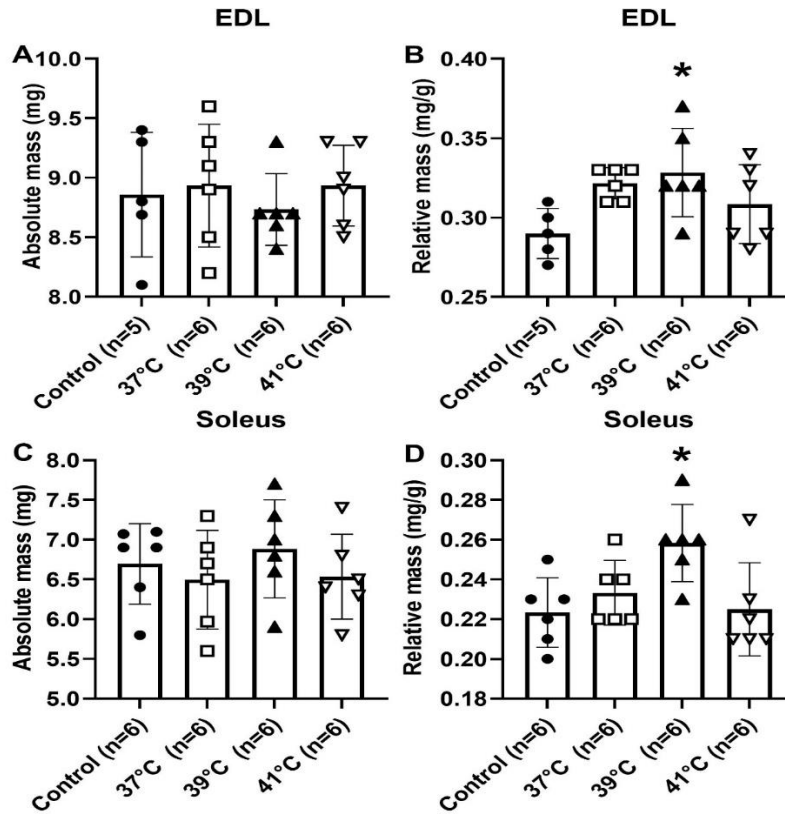 EDL
A
Absolute mass (mg)
10.0
9.5
9.0
8.5
8.0
Control (n=5)
37°C (n=6)
39°C (n=6)
41°C (n=6)
EDL
B
*
Relative mass (mg/g)
0.40
0.35
0.30
0.25
Control (n=5)
37°C (n=6)
39°C (n=6)
41°C (n=6)
Soleus
C
Absolute mass (mg)
8.0
7.5
7.0
6.5
6.0
5.5
5.0
Control (n=6)
37°C (n=6)
39°C (n=6)
41°C (n=6)
Soleus
D
*
Relative mass (mg/g)
0.30
0.28
0.26
0.24
0.22
0.20
0.18
Control (n=6)
37°C (n=6)
39°C (n=6)
41°C (n=6)